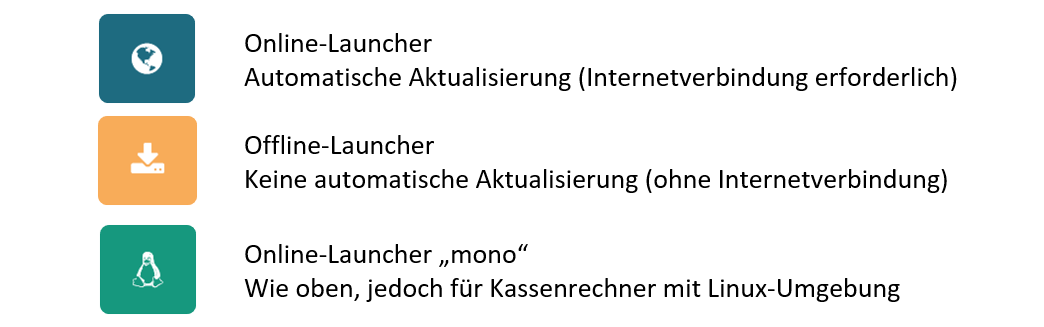 Online-Launcher
Automatische Aktualisierung (Internetverbindung erforderlich)
Offline-Launcher
Keine automatische Aktualisierung (ohne Internetverbindung)
Online-Launcher „mono“
Wie oben, jedoch für Kassenrechner mit Linux-Umgebung